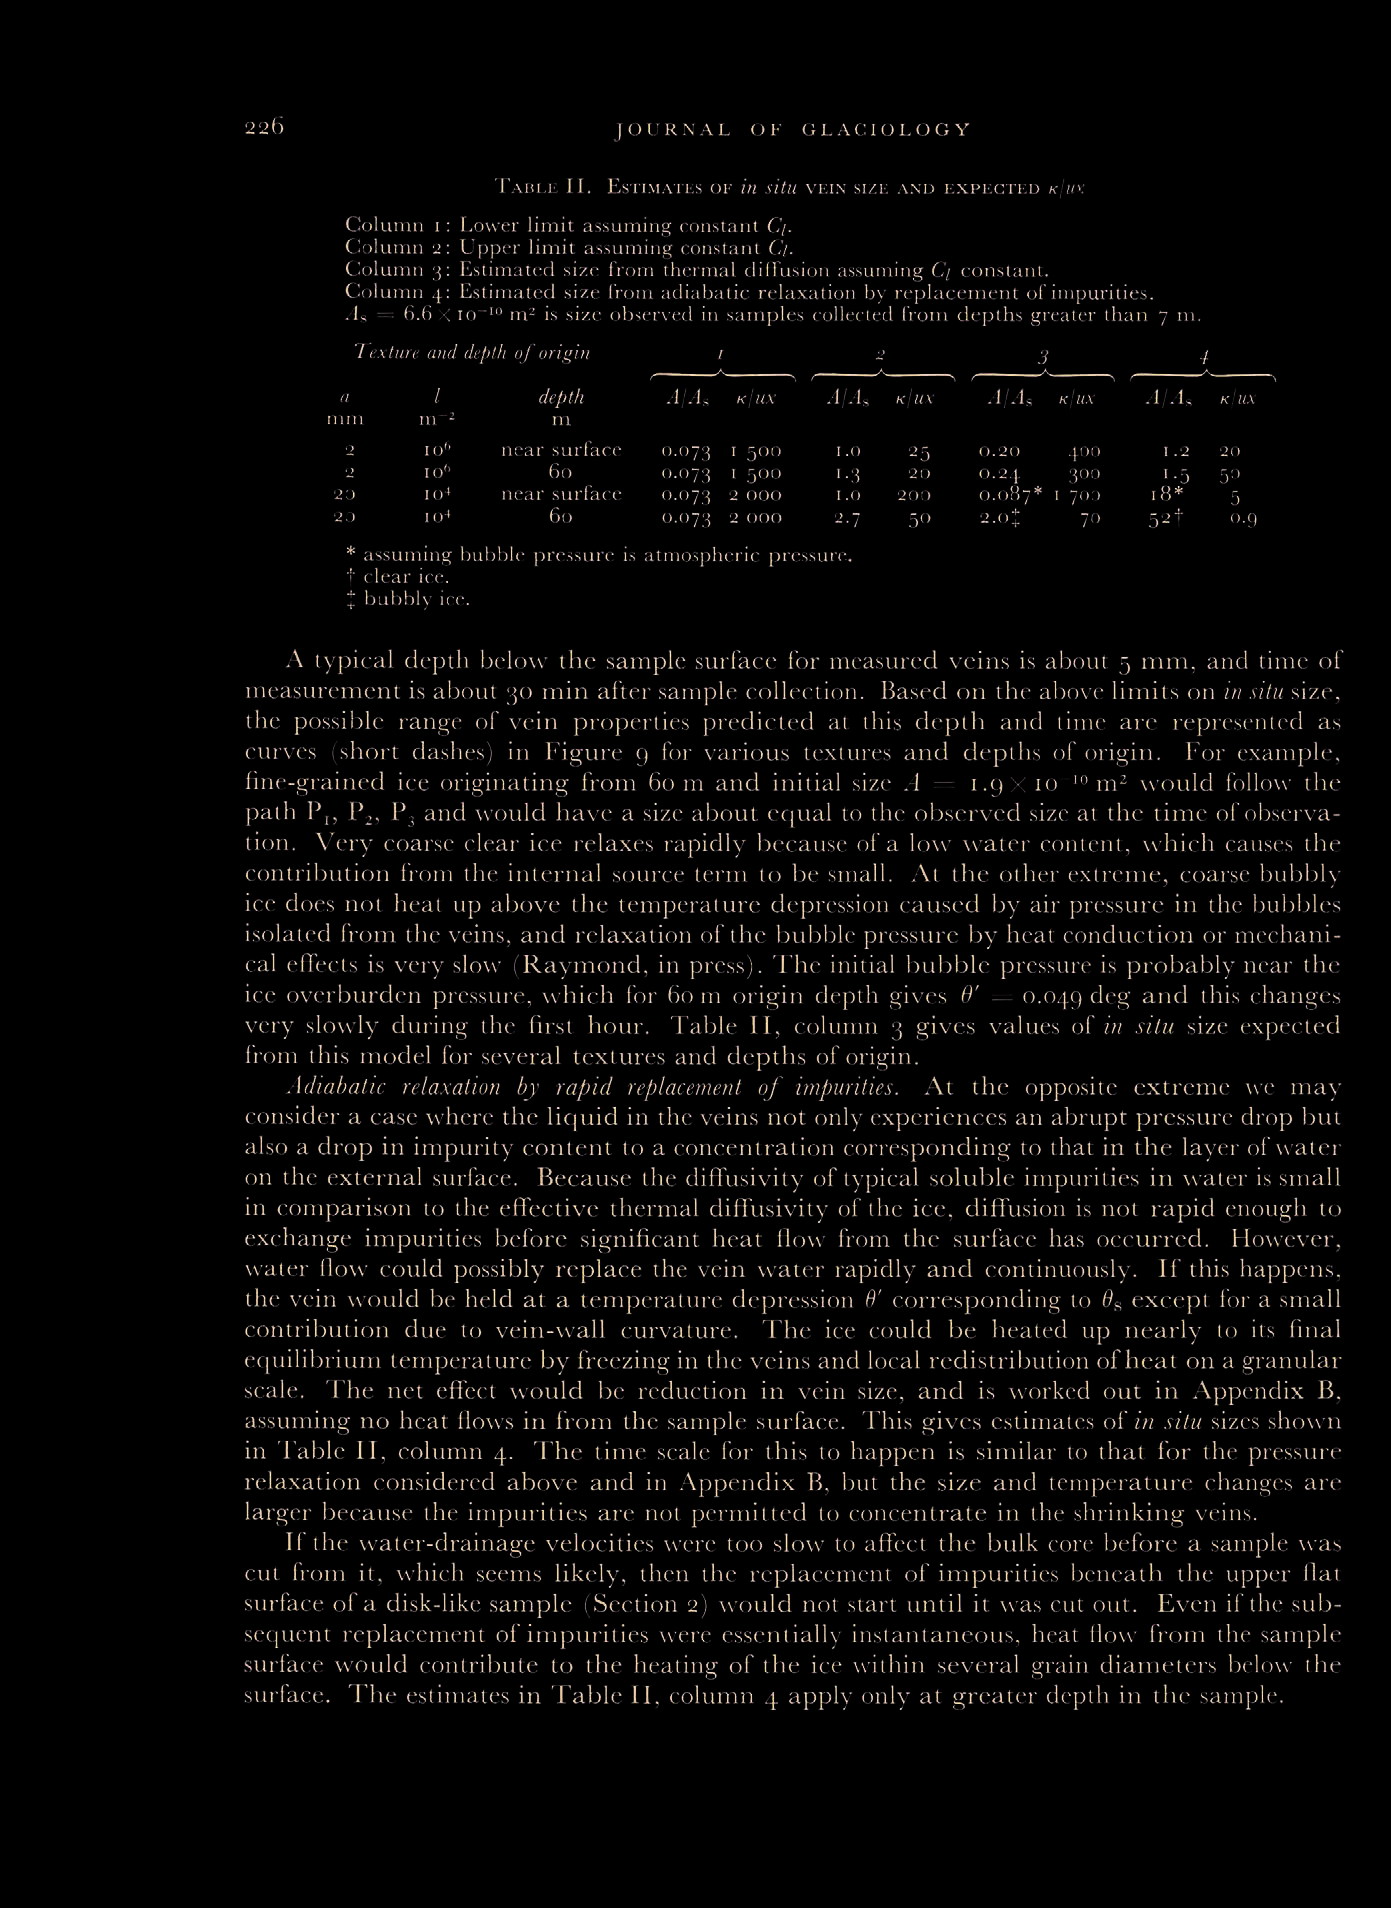 226 JOURNAL OF GLACIOLOGY
TABLE II. ESTIMATES OF in situ VEIN SIZE AND EXPECTED κ/ux
Column 1: Lower limit assuming constant Cl.
Column 2: Upper limit assuming constant Cl.
Column 3: Estimated size from thermal diffusion assuming Cl constant.
Column 4: Estimated size from adiabatic relaxation by replacement of impurities.
As = 6.6 × 10⁻¹⁰ m² is size observed in samples collected from depths greater than 7 m.
Texture and depth of origin 1 2 3 4
a l depth A/As κ/ux A/As κ/ux A/As κ/ux A/As κ/ux
mm m⁻² m
2 10⁶ near surface 0.073 1 500 1.0 25 0.20 400 1.2 20
2 10⁶ 60 0.073 1 500 1.3 20 0.24 300 1.5 50
20 10⁴ near surface 0.073 2 000 1.0 200 0.087* 1 700 18* 5
20 10⁴ 60 0.073 2 000 2.7 50 2.0‡ 70 52† 0.9
* assuming bubble pressure is atmospheric pressure.
† clear ice.
‡ bubbly ice.
A typical depth below the sample surface for measured veins is about 5 mm, and time of
measurement is about 30 min after sample collection. Based on the above limits on in situ size,
the possible range of vein properties predicted at this depth and time are represented as
curves (short dashes) in Figure 9 for various textures and depths of origin. For example,
fine-grained ice originating from 60 m and initial size A = 1.9 × 10⁻¹⁰ m² would follow the
path P₁, P₂, P₃ and would have a size about equal to the observed size at the time of observa-
tion. Very coarse clear ice relaxes rapidly because of a low water content, which causes the
contribution from the internal source term to be small. At the other extreme, coarse bubbly
ice does not heat up above the temperature depression caused by air pressure in the bubbles
isolated from the veins, and relaxation of the bubble pressure by heat conduction or mechani-
cal effects is very slow (Raymond, in press). The initial bubble pressure is probably near the
ice overburden pressure, which for 60 m origin depth gives θ′ = 0.049 deg and this changes
very slowly during the first hour. Table II, column 3 gives values of in situ size expected
from this model for several textures and depths of origin.
Adiabatic relaxation by rapid replacement of impurities. At the opposite extreme we may
consider a case where the liquid in the veins not only experiences an abrupt pressure drop but
also a drop in impurity content to a concentration corresponding to that in the layer of water
on the external surface. Because the diffusivity of typical soluble impurities in water is small
in comparison to the effective thermal diffusivity of the ice, diffusion is not rapid enough to
exchange impurities before significant heat flow from the surface has occurred. However,
water flow could possibly replace the vein water rapidly and continuously. If this happens,
the vein would be held at a temperature depression θ′ corresponding to θs except for a small
contribution due to vein-wall curvature. The ice could be heated up nearly to its final
equilibrium temperature by freezing in the veins and local redistribution of heat on a granular
scale. The net effect would be reduction in vein size, and is worked out in Appendix B,
assuming no heat flows in from the sample surface. This gives estimates of in situ sizes shown
in Table II, column 4. The time scale for this to happen is similar to that for the pressure
relaxation considered above and in Appendix B, but the size and temperature changes are
larger because the impurities are not permitted to concentrate in the shrinking veins.
If the water-drainage velocities were too slow to affect the bulk core before a sample was
cut from it, which seems likely, then the replacement of impurities beneath the upper flat
surface of a disk-like sample (Section 2) would not start until it was cut out. Even if the sub-
sequent replacement of impurities were essentially instantaneous, heat flow from the sample
surface would contribute to the heating of the ice within several grain diameters below the
surface. The estimates in Table II, column 4 apply only at greater depth in the sample.